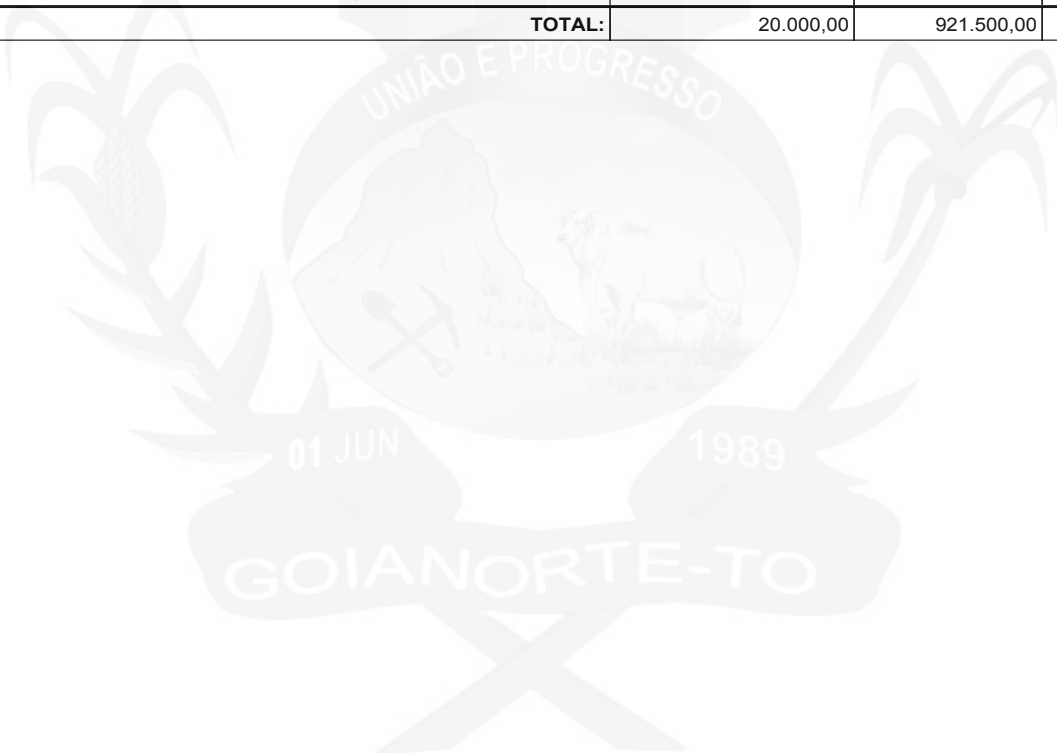 TOTAL: 20.000,00 921.500,00
UNIÃO E PROGRESSO
01 JUN 1989
GOIANORTE-TO